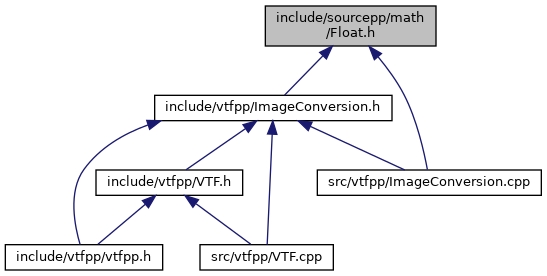 include/sourcepp/math
/Float.h
include/vtfpp/ImageConversion.h
include/vtfpp/VTF.h
src/vtfpp/ImageConversion.cpp
include/vtfpp/vtfpp.h
src/vtfpp/VTF.cpp